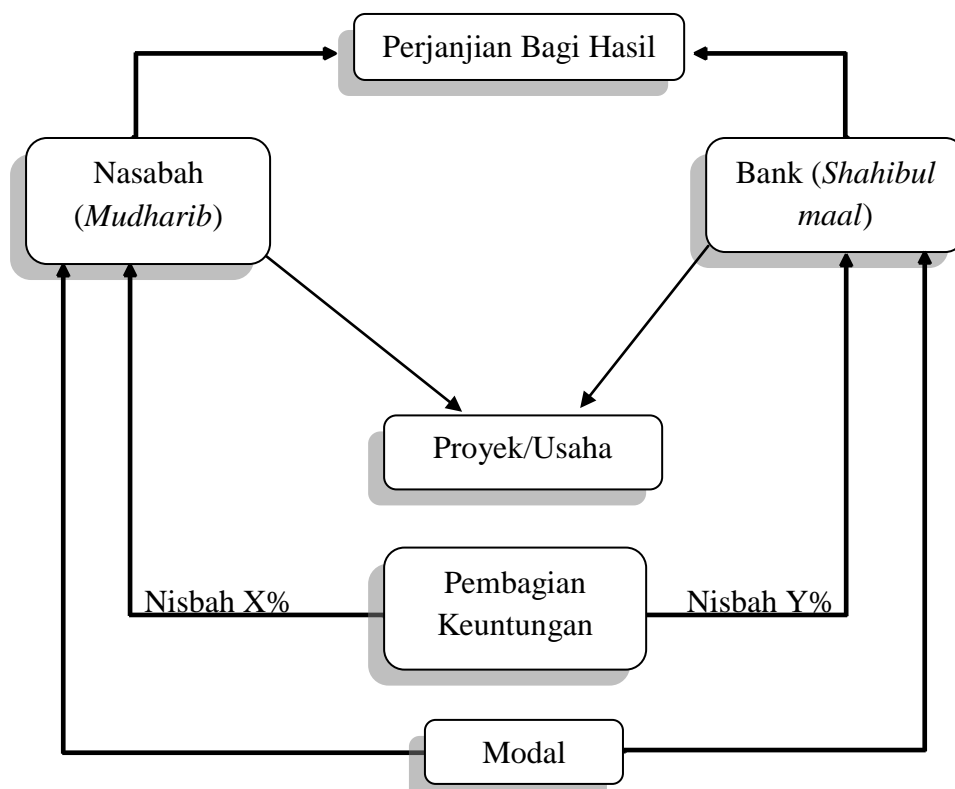 Perjanjian Bagi Hasil
Nasabah
(Mudharib)
Bank (Shahibul
maal)
Proyek/Usaha
Nisbah X%
Pembagian
Keuntungan
Nisbah Y%
Modal